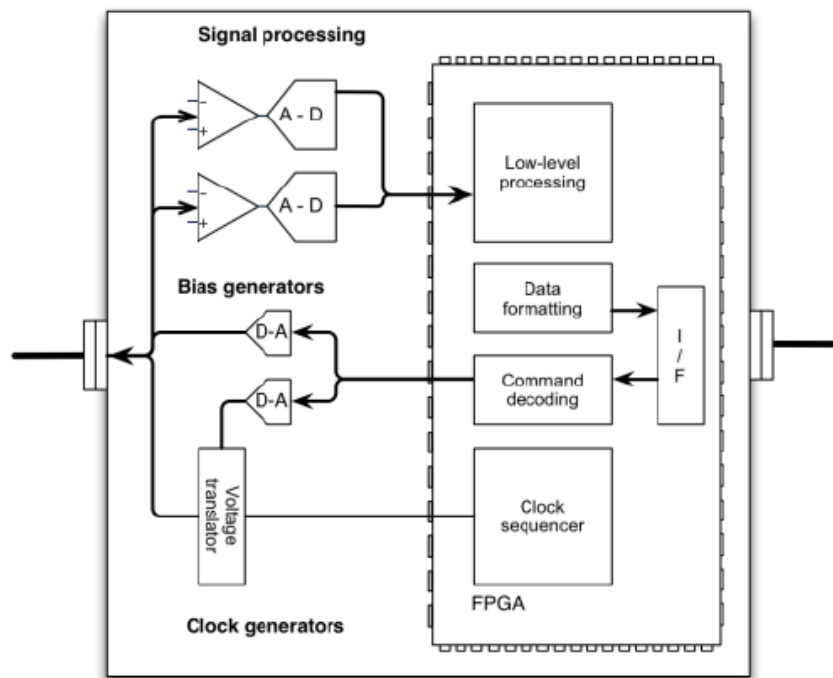 Signal processing
-
+
A - D
-
+
A - D
Low-level
processing
Bias generators
Data
formatting
I
/
F
D-A
D-A
Command
decoding
Voltage
translator
Clock
sequencer
FPGA
Clock generators